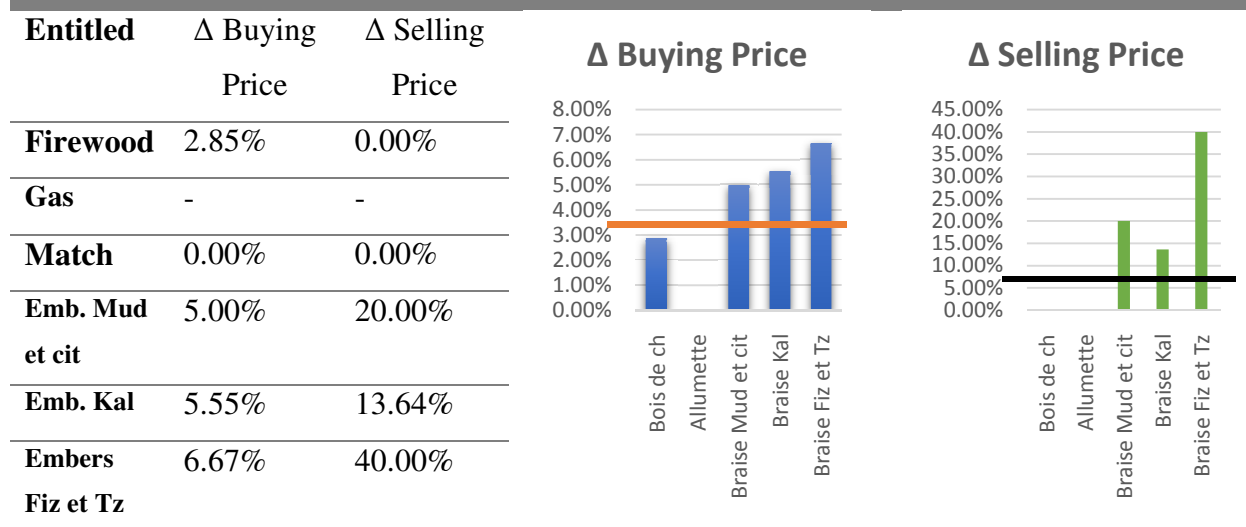 Entitled Δ Buying Price Δ Selling Price
Firewood 2.85% 0.00%
Gas - -
Match 0.00% 0.00%
Emb. Mud et cit 5.00% 20.00%
Emb. Kal 5.55% 13.64%
Embers Fiz et Tz 6.67% 40.00%
Δ Buying Price
8.00%
7.00%
6.00%
5.00%
4.00%
3.00%
2.00%
1.00%
0.00%
Bois de ch
Allumette
Braise Mud et cit
Braise Kal
Braise Fiz et Tz
Δ Selling Price
45.00%
40.00%
35.00%
30.00%
25.00%
20.00%
15.00%
10.00%
5.00%
0.00%
Bois de ch
Allumette
Braise Mud et cit
Braise Kal
Braise Fiz et Tz